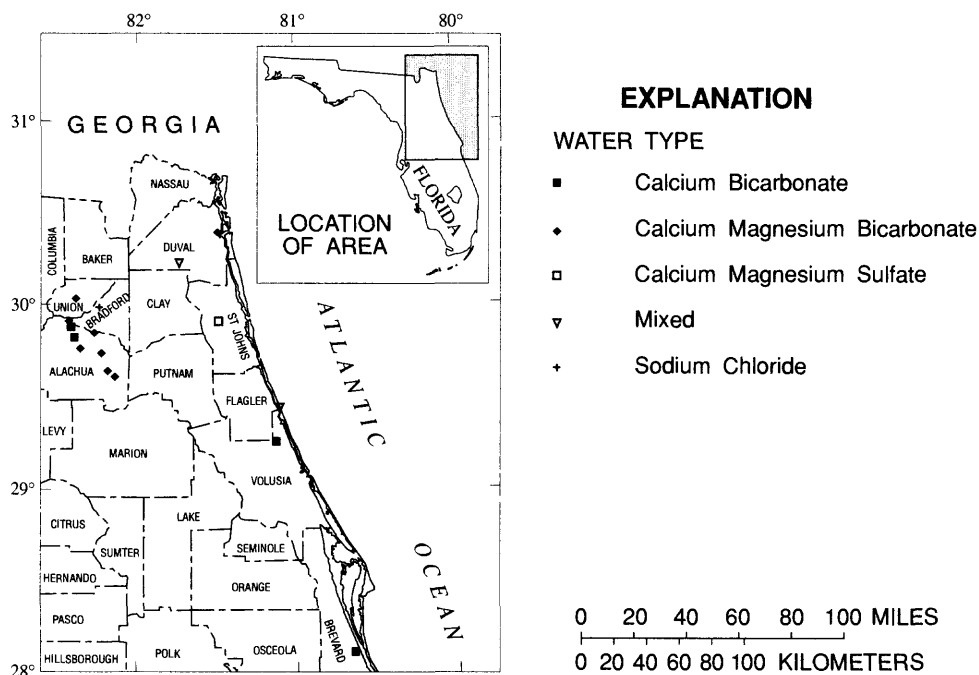 82° 81° 80°
31°
30°
29°
28°
GEORGIA
NASSAU
DUVAL
COLUMBIA
BAKER
UNION
BRADFORD
CLAY
ST JOHNS
ALACHUA
PUTNAM
FLAGLER
LEVY
MARION
VOLUSIA
CITRUS
LAKE
SUMTER
SEMINOLE
HERNANDO
ORANGE
PASCO
BREVARD
HILLSBOROUGH
POLK
OSCEOLA
ATLANTIC
OCEAN
LOCATION
OF AREA
FLORIDA
EXPLANATION
WATER TYPE
Calcium Bicarbonate
Calcium Magnesium Bicarbonate
Calcium Magnesium Sulfate
Mixed
Sodium Chloride
0 20 40 60 80 100 MILES
0 20 40 60 80 100 KILOMETERS